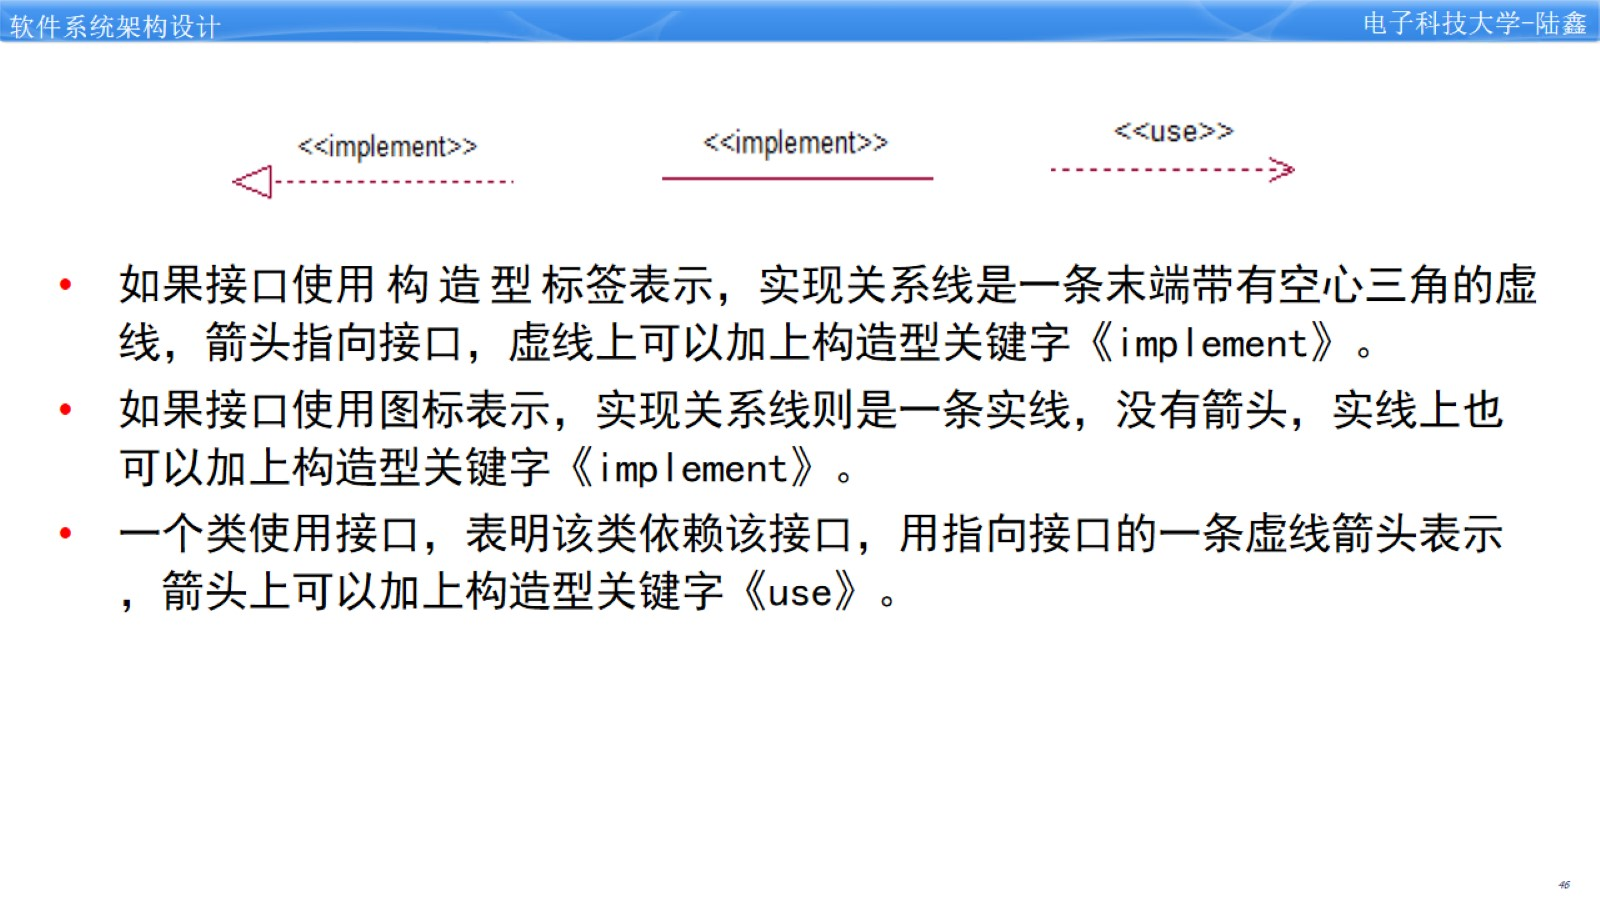 软件系统架构设计
电子科技大学-陆鑫
<<implement>>
<<implement>>
<<use>>
• 如果接口使用 构 造 型 标签表示，实现关系线是一条末端带有空心三角的虚
线，箭头指向接口，虚线上可以加上构造型关键字《implement》。
• 如果接口使用图标表示，实现关系线则是一条实线，没有箭头，实线上也
可以加上构造型关键字《implement》。
• 一个类使用接口，表明该类依赖该接口，用指向接口的一条虚线箭头表示
，箭头上可以加上构造型关键字《use》。
46